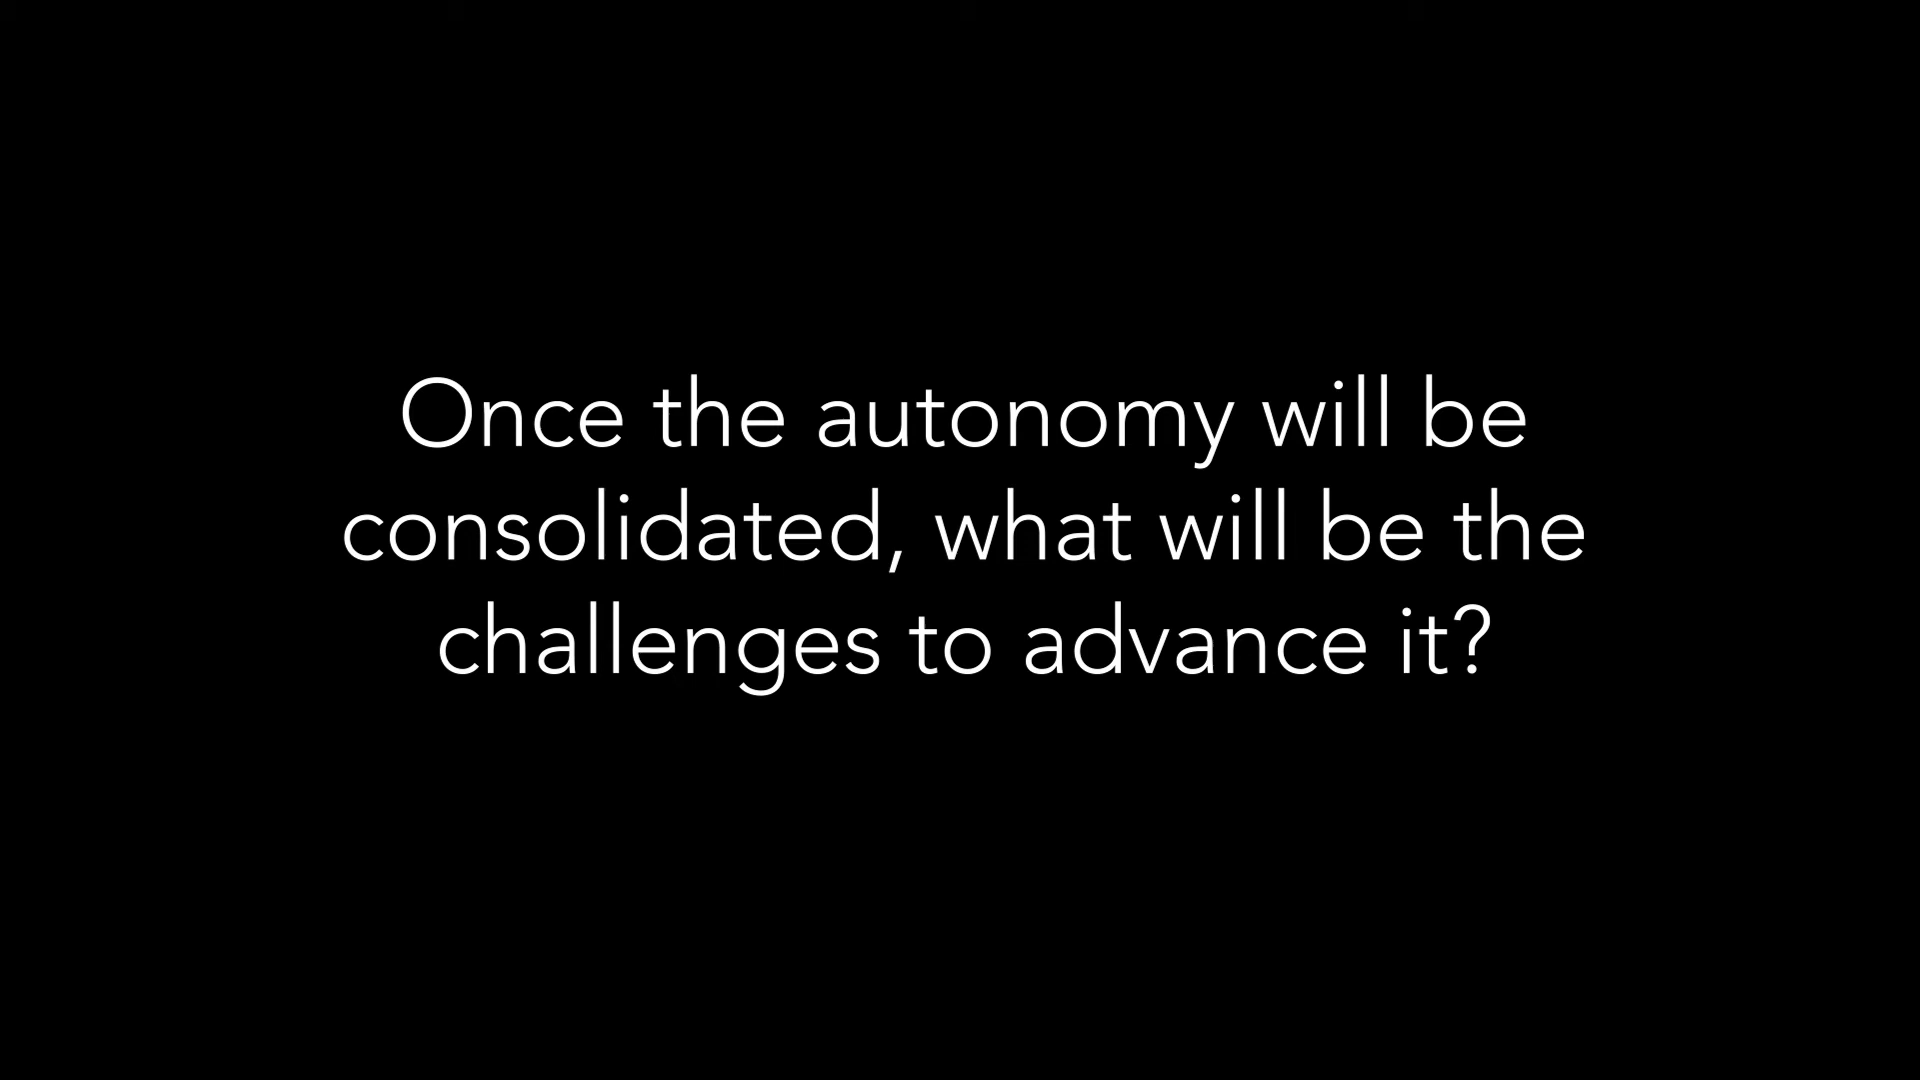 Once the autonomy will be
consolidated, what will be the
challenges to advance it?